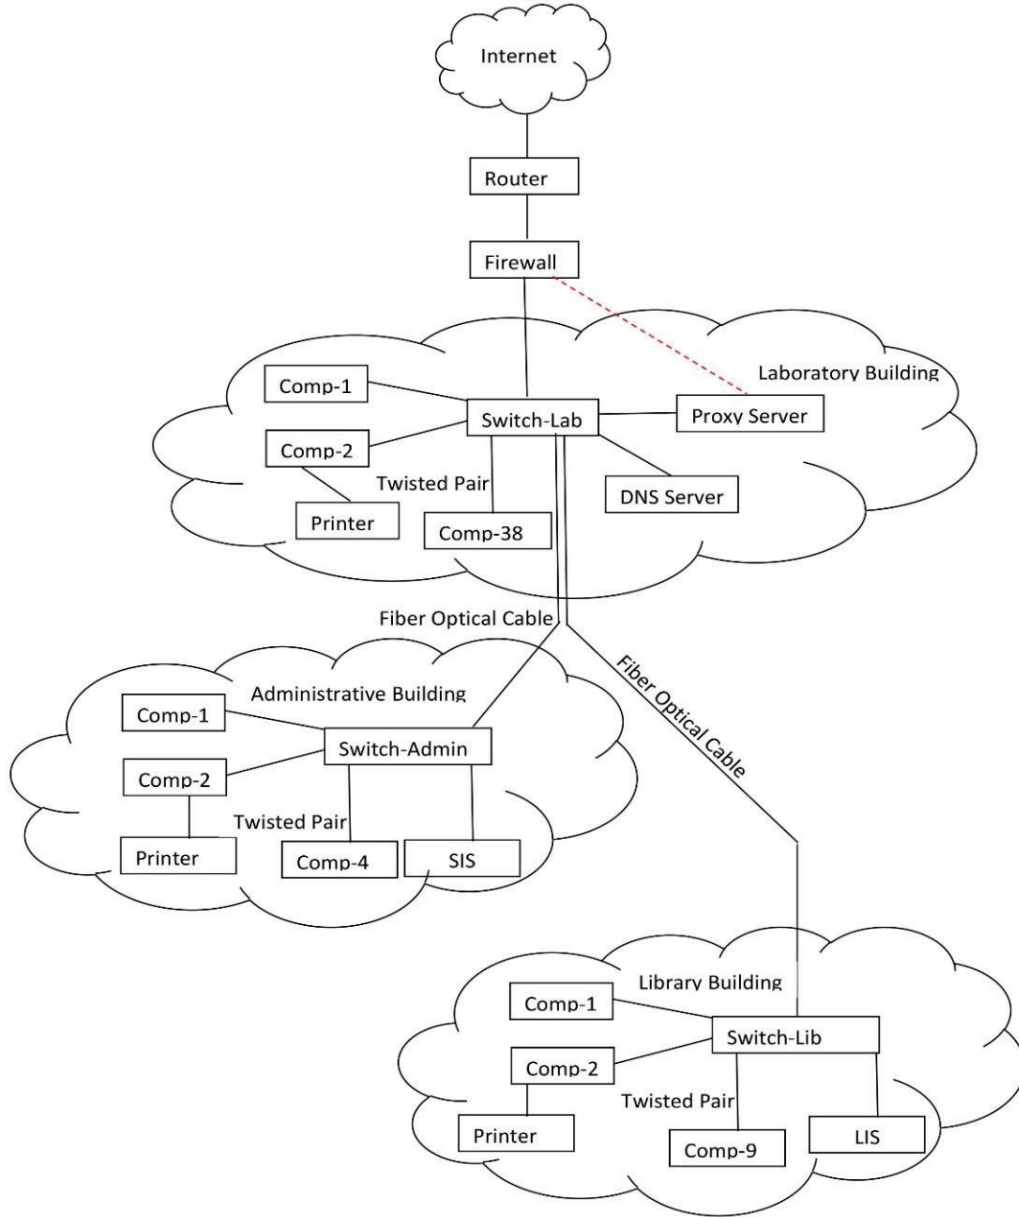 Internet
Router
Firewall
Laboratory Building
Comp-1
Switch-Lab
Proxy Server
Comp-2
Twisted Pair
DNS Server
Printer
Comp-38
Fiber Optical Cable
Fiber Optical Cable
Administrative Building
Comp-1
Switch-Admin
Comp-2
Twisted Pair
Printer
Comp-4
SIS
Library Building
Comp-1
Switch-Lib
Comp-2
Twisted Pair
Printer
Comp-9
LIS